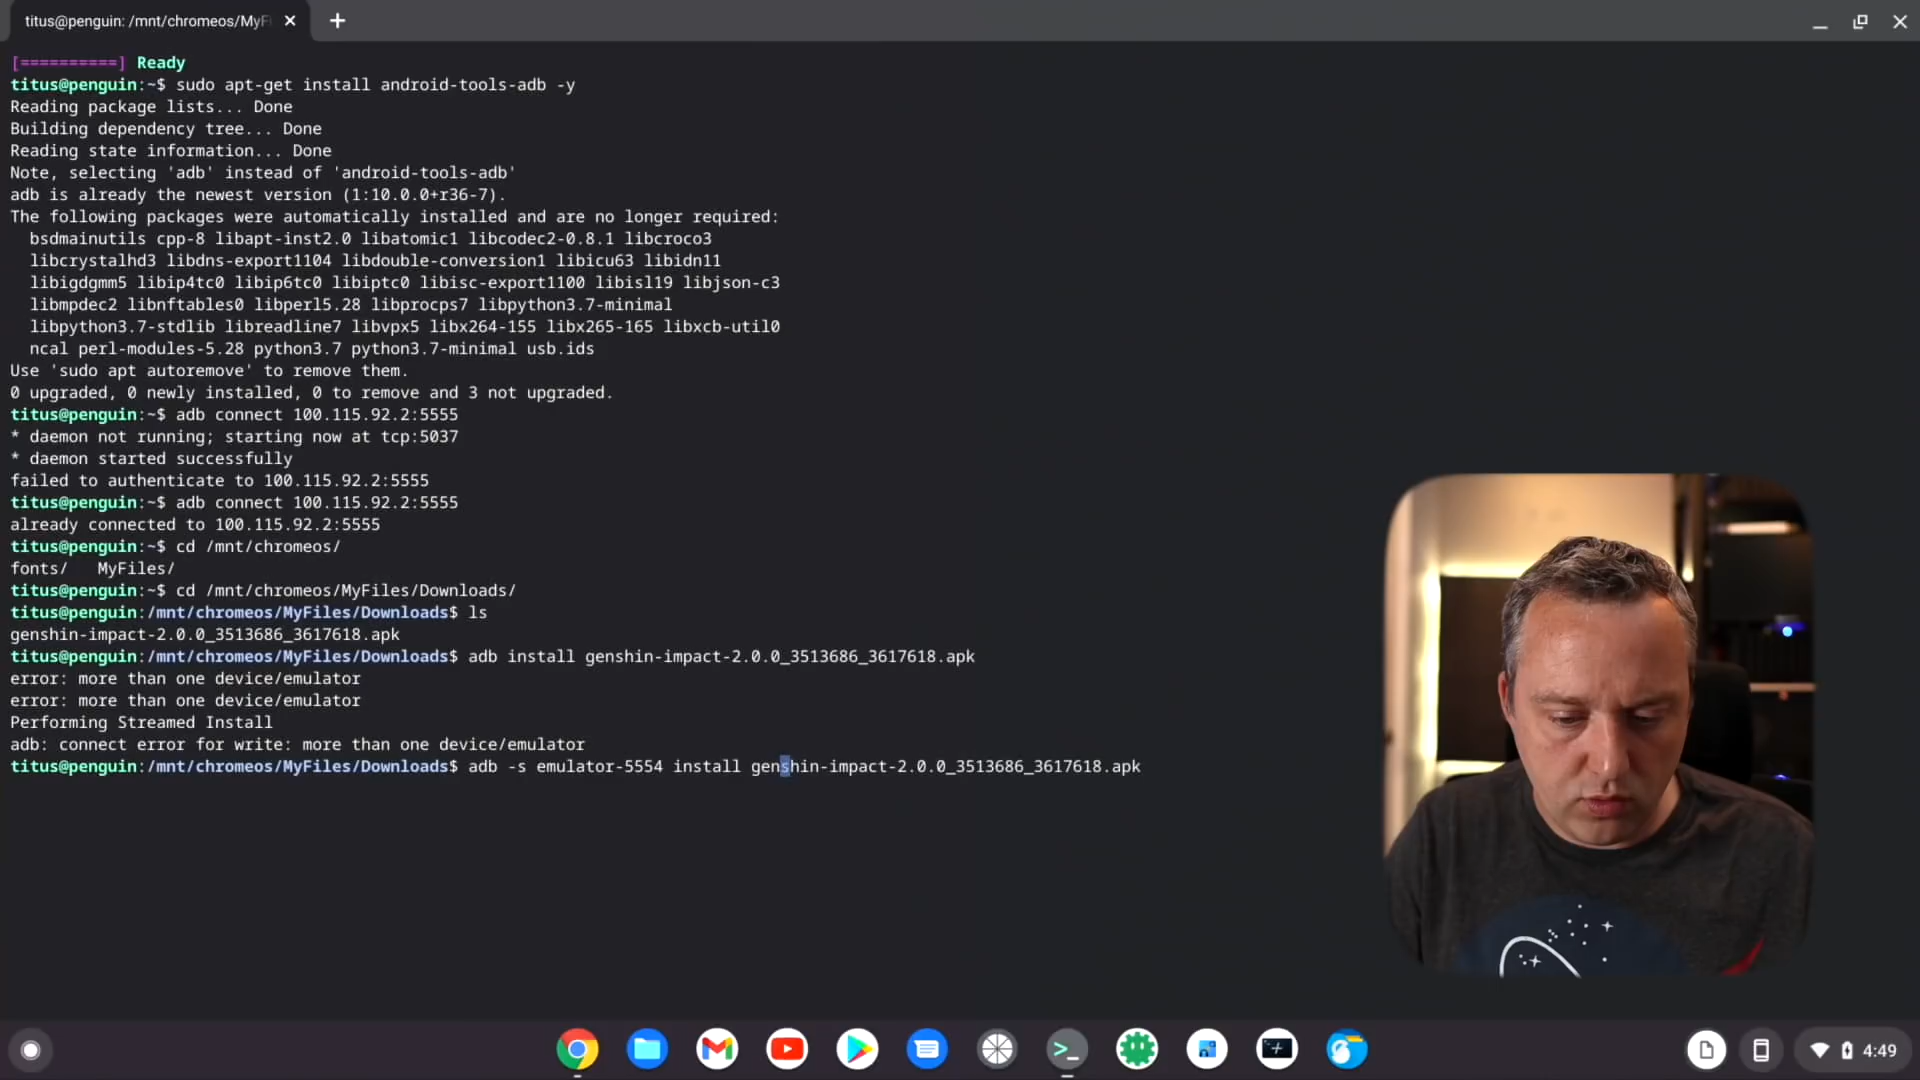 titus@penguin: /mnt/chromeos/MyF
[==========] Ready
titus@penguin:~$ sudo apt-get install android-tools-adb -y
Reading package lists... Done
Building dependency tree... Done
Reading state information... Done
Note, selecting 'adb' instead of 'android-tools-adb'
adb is already the newest version (1:10.0.0+r36-7).
The following packages were automatically installed and are no longer required:
  bsdmainutils cpp-8 libapt-inst2.0 libatomic1 libcodec2-0.8.1 libcroco3
  libcrystalhd3 libdns-export1104 libdouble-conversion1 libicu63 libidn11
  libigdgmm5 libip4tc0 libip6tc0 libiptc0 libisc-export1100 libisl19 libjson-c3
  libmpdec2 libnftables0 libperl5.28 libprocps7 libpython3.7-minimal
  libpython3.7-stdlib libreadline7 libvpx5 libx264-155 libx265-165 libxcb-util0
  ncal perl-modules-5.28 python3.7 python3.7-minimal usb.ids
Use 'sudo apt autoremove' to remove them.
0 upgraded, 0 newly installed, 0 to remove and 3 not upgraded.
titus@penguin:~$ adb connect 100.115.92.2:5555
* daemon not running; starting now at tcp:5037
* daemon started successfully
failed to authenticate to 100.115.92.2:5555
titus@penguin:~$ adb connect 100.115.92.2:5555
already connected to 100.115.92.2:5555
titus@penguin:~$ cd /mnt/chromeos/
fonts/   MyFiles/
titus@penguin:~$ cd /mnt/chromeos/MyFiles/Downloads/
titus@penguin:/mnt/chromeos/MyFiles/Downloads$ ls
genshin-impact-2.0.0_3513686_3617618.apk
titus@penguin:/mnt/chromeos/MyFiles/Downloads$ adb install genshin-impact-2.0.0_3513686_3617618.apk
error: more than one device/emulator
error: more than one device/emulator
Performing Streamed Install
adb: connect error for write: more than one device/emulator
titus@penguin:/mnt/chromeos/MyFiles/Downloads$ adb -s emulator-5554 install genshin-impact-2.0.0_3513686_3617618.apk
4:49